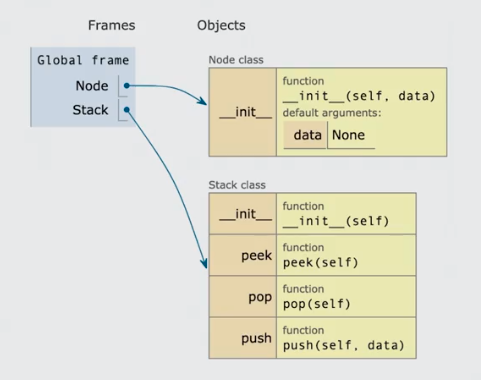 Frames Objects
Global frame
Node
Stack
Node class
__init__
function
__init__(self, data)
default arguments:
data None
Stack class
__init__
function
__init__(self)
peek
function
peek(self)
pop
function
pop(self)
push
function
push(self, data)